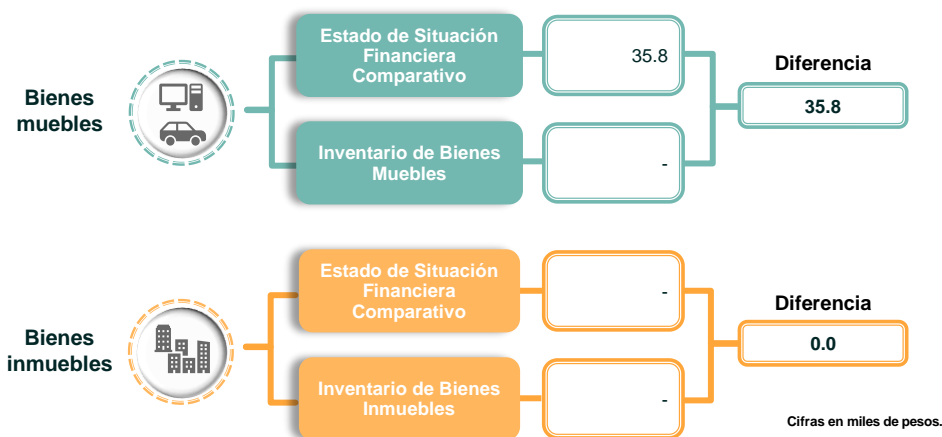 Bienes
muebles
Estado de Situación
Financiera
Comparativo
35.8
Inventario de Bienes
Muebles
-
Diferencia
35.8
Bienes
inmuebles
Estado de Situación
Financiera
Comparativo
-
Inventario de Bienes
Inmuebles
-
Diferencia
0.0
Cifras en miles de pesos.